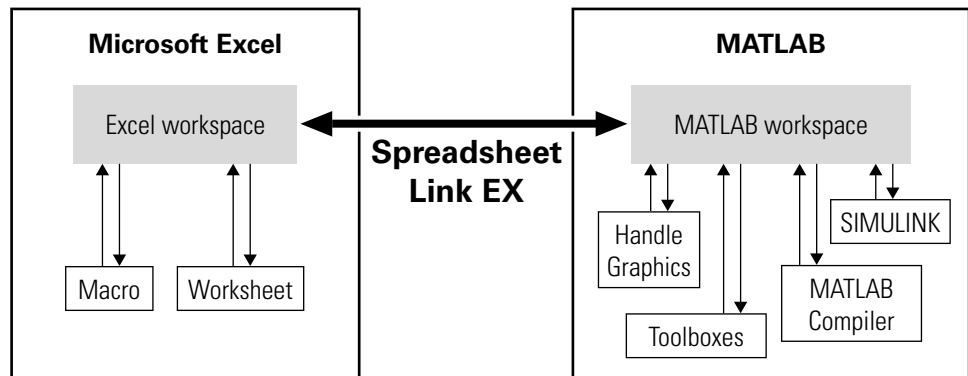 Microsoft Excel
Excel workspace
Macro
Worksheet
Spreadsheet
Link EX
MATLAB
MATLAB workspace
Handle
Graphics
Toolboxes
MATLAB
Compiler
SIMULINK